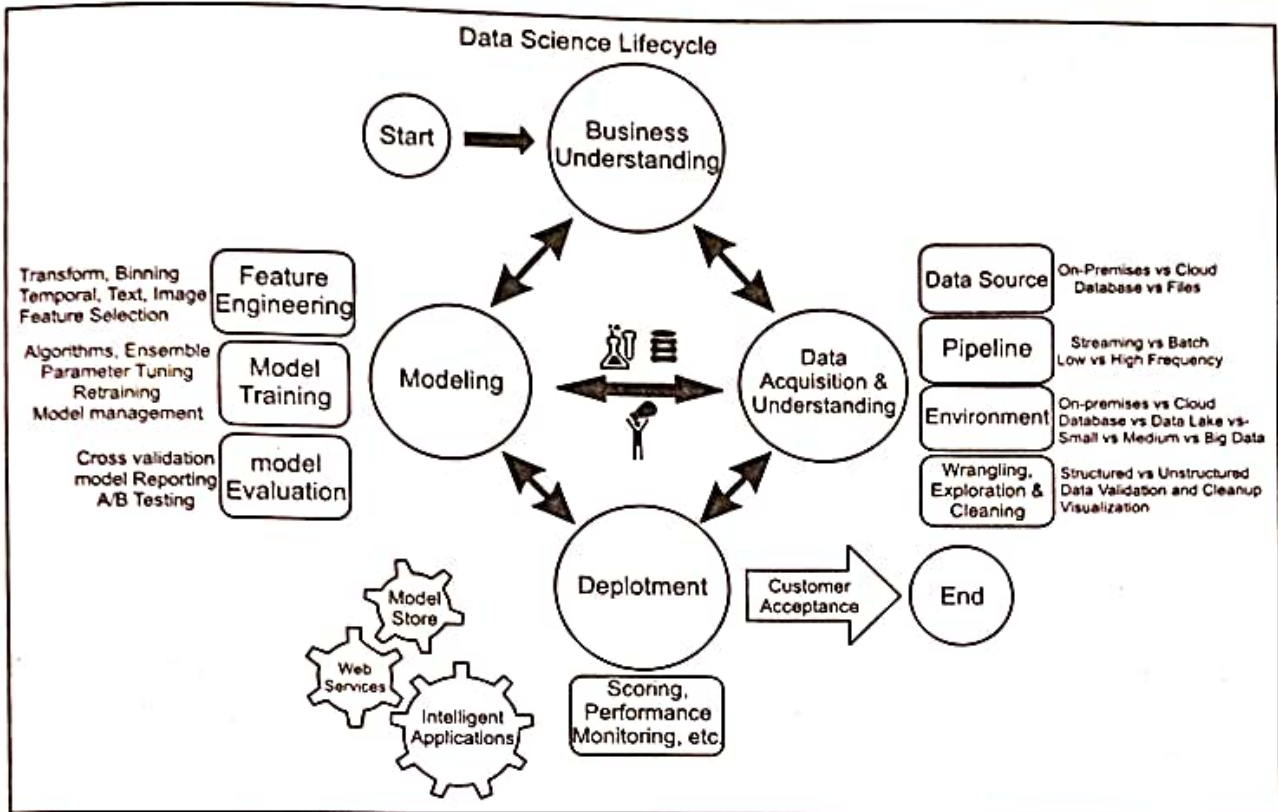 Data Science Lifecycle
Start
Business
Understanding
Transform, Binning
Temporal, Text, Image
Feature Selection
Feature
Engineering
Algorithms, Ensemble
Parameter Tuning
Retraining
Model management
Model
Training
Cross validation
model Reporting
A/B Testing
model
Evaluation
Modeling
Data
Acquisition &
Understanding
Data Source
On-Premises vs Cloud
Database vs Files
Pipeline
Streaming vs Batch
Low vs High Frequency
Environment
On-premises vs Cloud
Database vs Data Lake vs-
Small vs Medium vs Big Data
Wrangling,
Exploration &
Cleaning
Structured vs Unstructured
Data Validation and Cleanup
Visualization
Deplotment
Customer
Acceptance
End
Model
Store
Web
Services
Intelligent
Applications
Scoring,
Performance
Monitoring, etc.